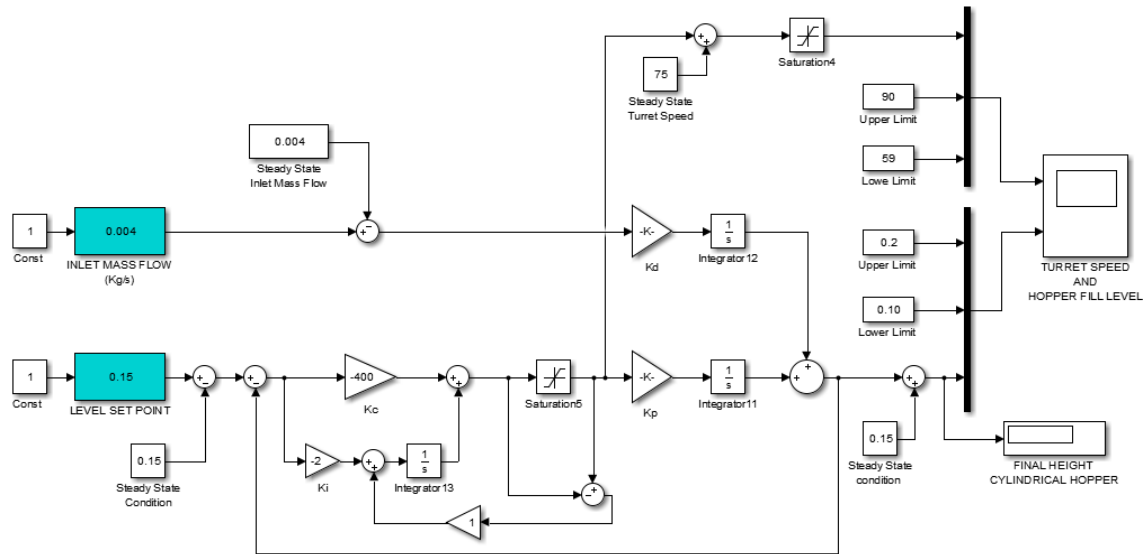 75
Steady State
Turret Speed
Saturation4
90
Upper Limit
59
Lowe Limit
0.004
Steady State
Inlet Mass Flow
1
Const
0.004
INLET MASS FLOW
(Kg/s)
-K-
Kd
1
s
Integrator12
0.2
Upper Limit
0.10
Lower Limit
TURRET SPEED
AND
HOPPER FILL LEVEL
1
Const
0.15
LEVEL SET POINT
0.15
Steady State
Condition
-400
Kc
-2
Ki
1
s
Integrator13
1
Saturation5
-K-
Kp
1
s
Integrator11
0.15
Steady State
condition
FINAL HEIGHT
CYLINDRICAL HOPPER